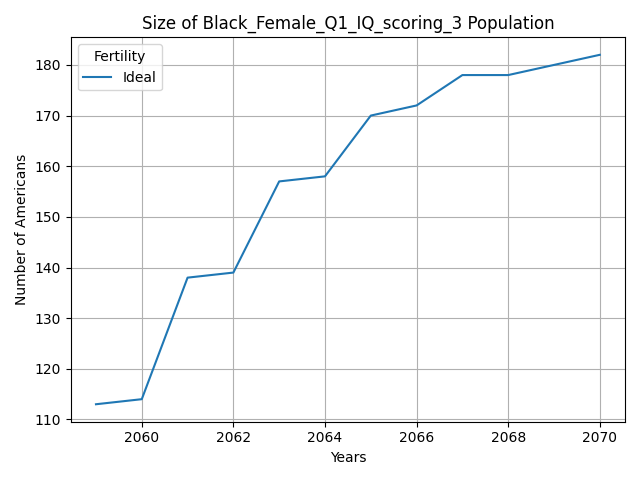 Size of Black_Female_Q1_IQ_scoring_3 Population
Fertility
Ideal
180
170
160
150
140
130
120
110
Number of Americans
2060 2062 2064 2066 2068 2070
Years